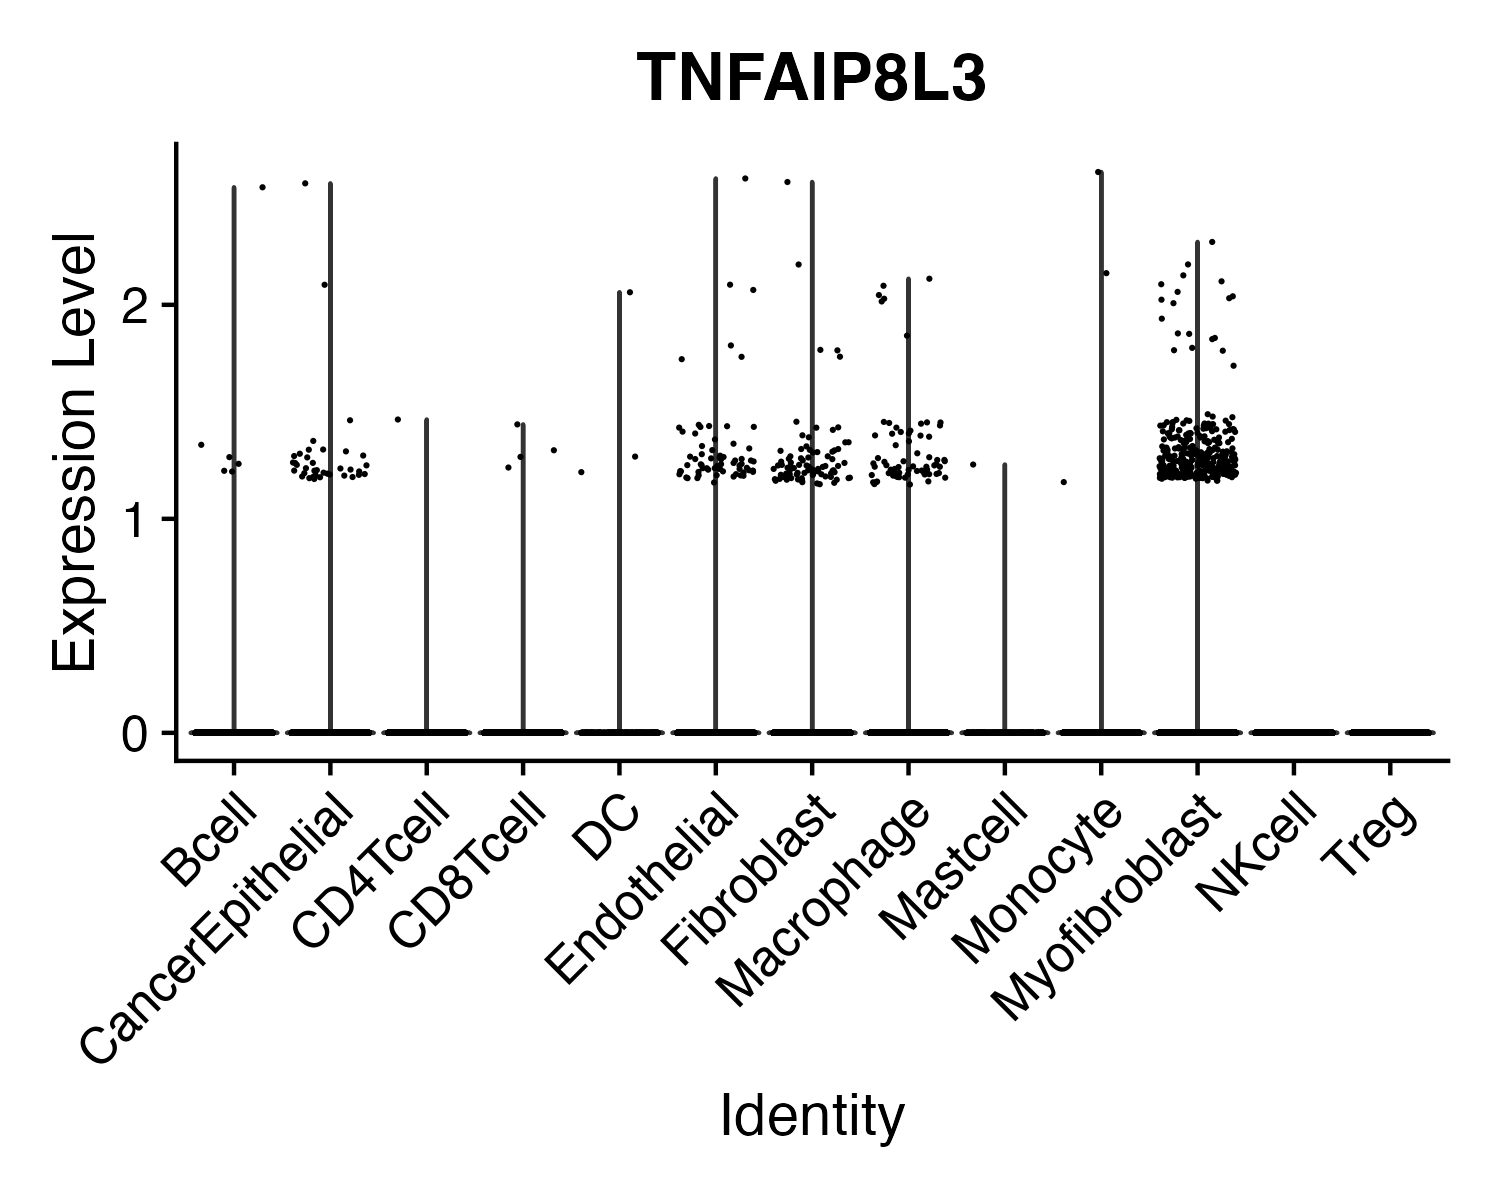 TNFAIP8L3
Expression Level
2
1
0
Bcell
CancerEpithelial
CD4Tcell
CD8Tcell
DC
Endothelial
Fibroblast
Macrophage
Mastcell
Monocyte
Myofibroblast
NKcell
Treg
Identity